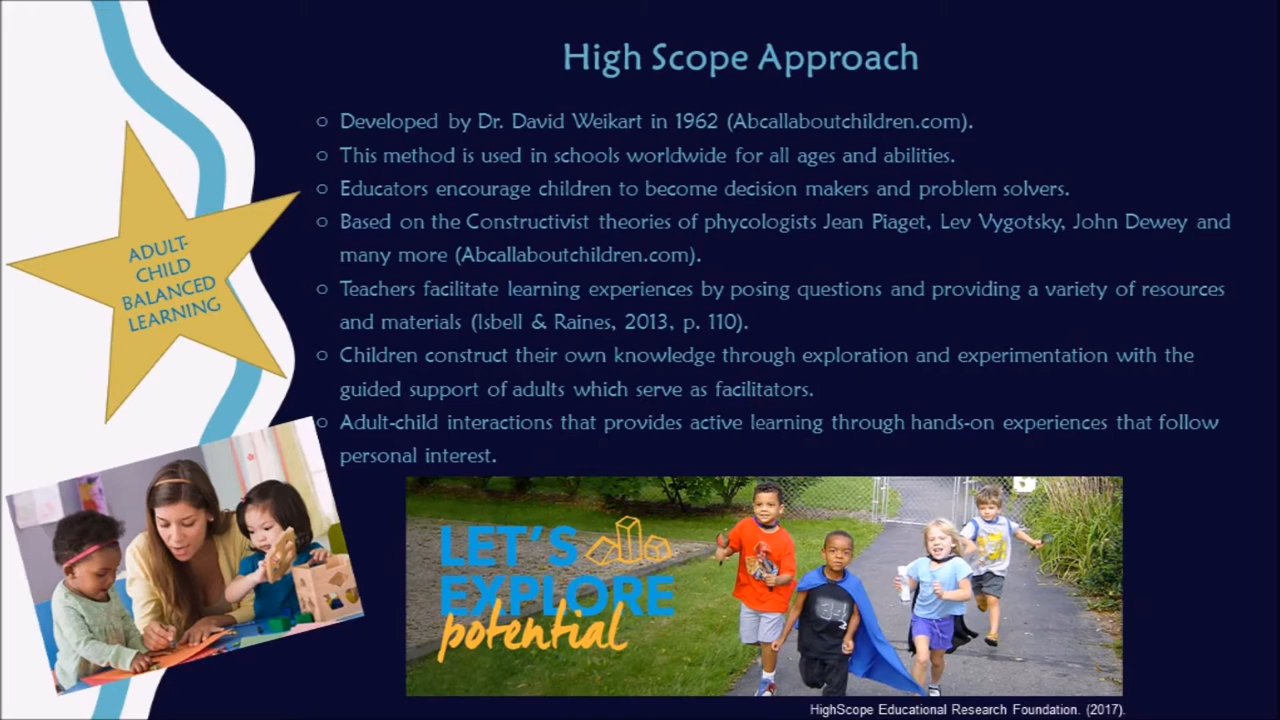 High Scope Approach
Developed by Dr. David Weikart in 1962 (Abcallaboutchildren.com).
This method is used in schools worldwide for all ages and abilities.
Educators encourage children to become decision makers and problem solvers.
Based on the Constructivist theories of phycologists Jean Piaget, Lev Vygotsky, John Dewey and
many more (Abcallaboutchildren.com).
Teachers facilitate learning experiences by posing questions and providing a variety of resources
and materials (Isbell & Raines, 2013, p. 110).
Children construct their own knowledge through exploration and experimentation with the
guided support of adults which serve as facilitators.
Adult-child interactions that provides active learning through hands-on experiences that follow
personal interest.
ADULT-
CHILD
BALANCED
LEARNING
LET'S
EXPLORE
potential
34
HighScope Educational Research Foundation. (2017).